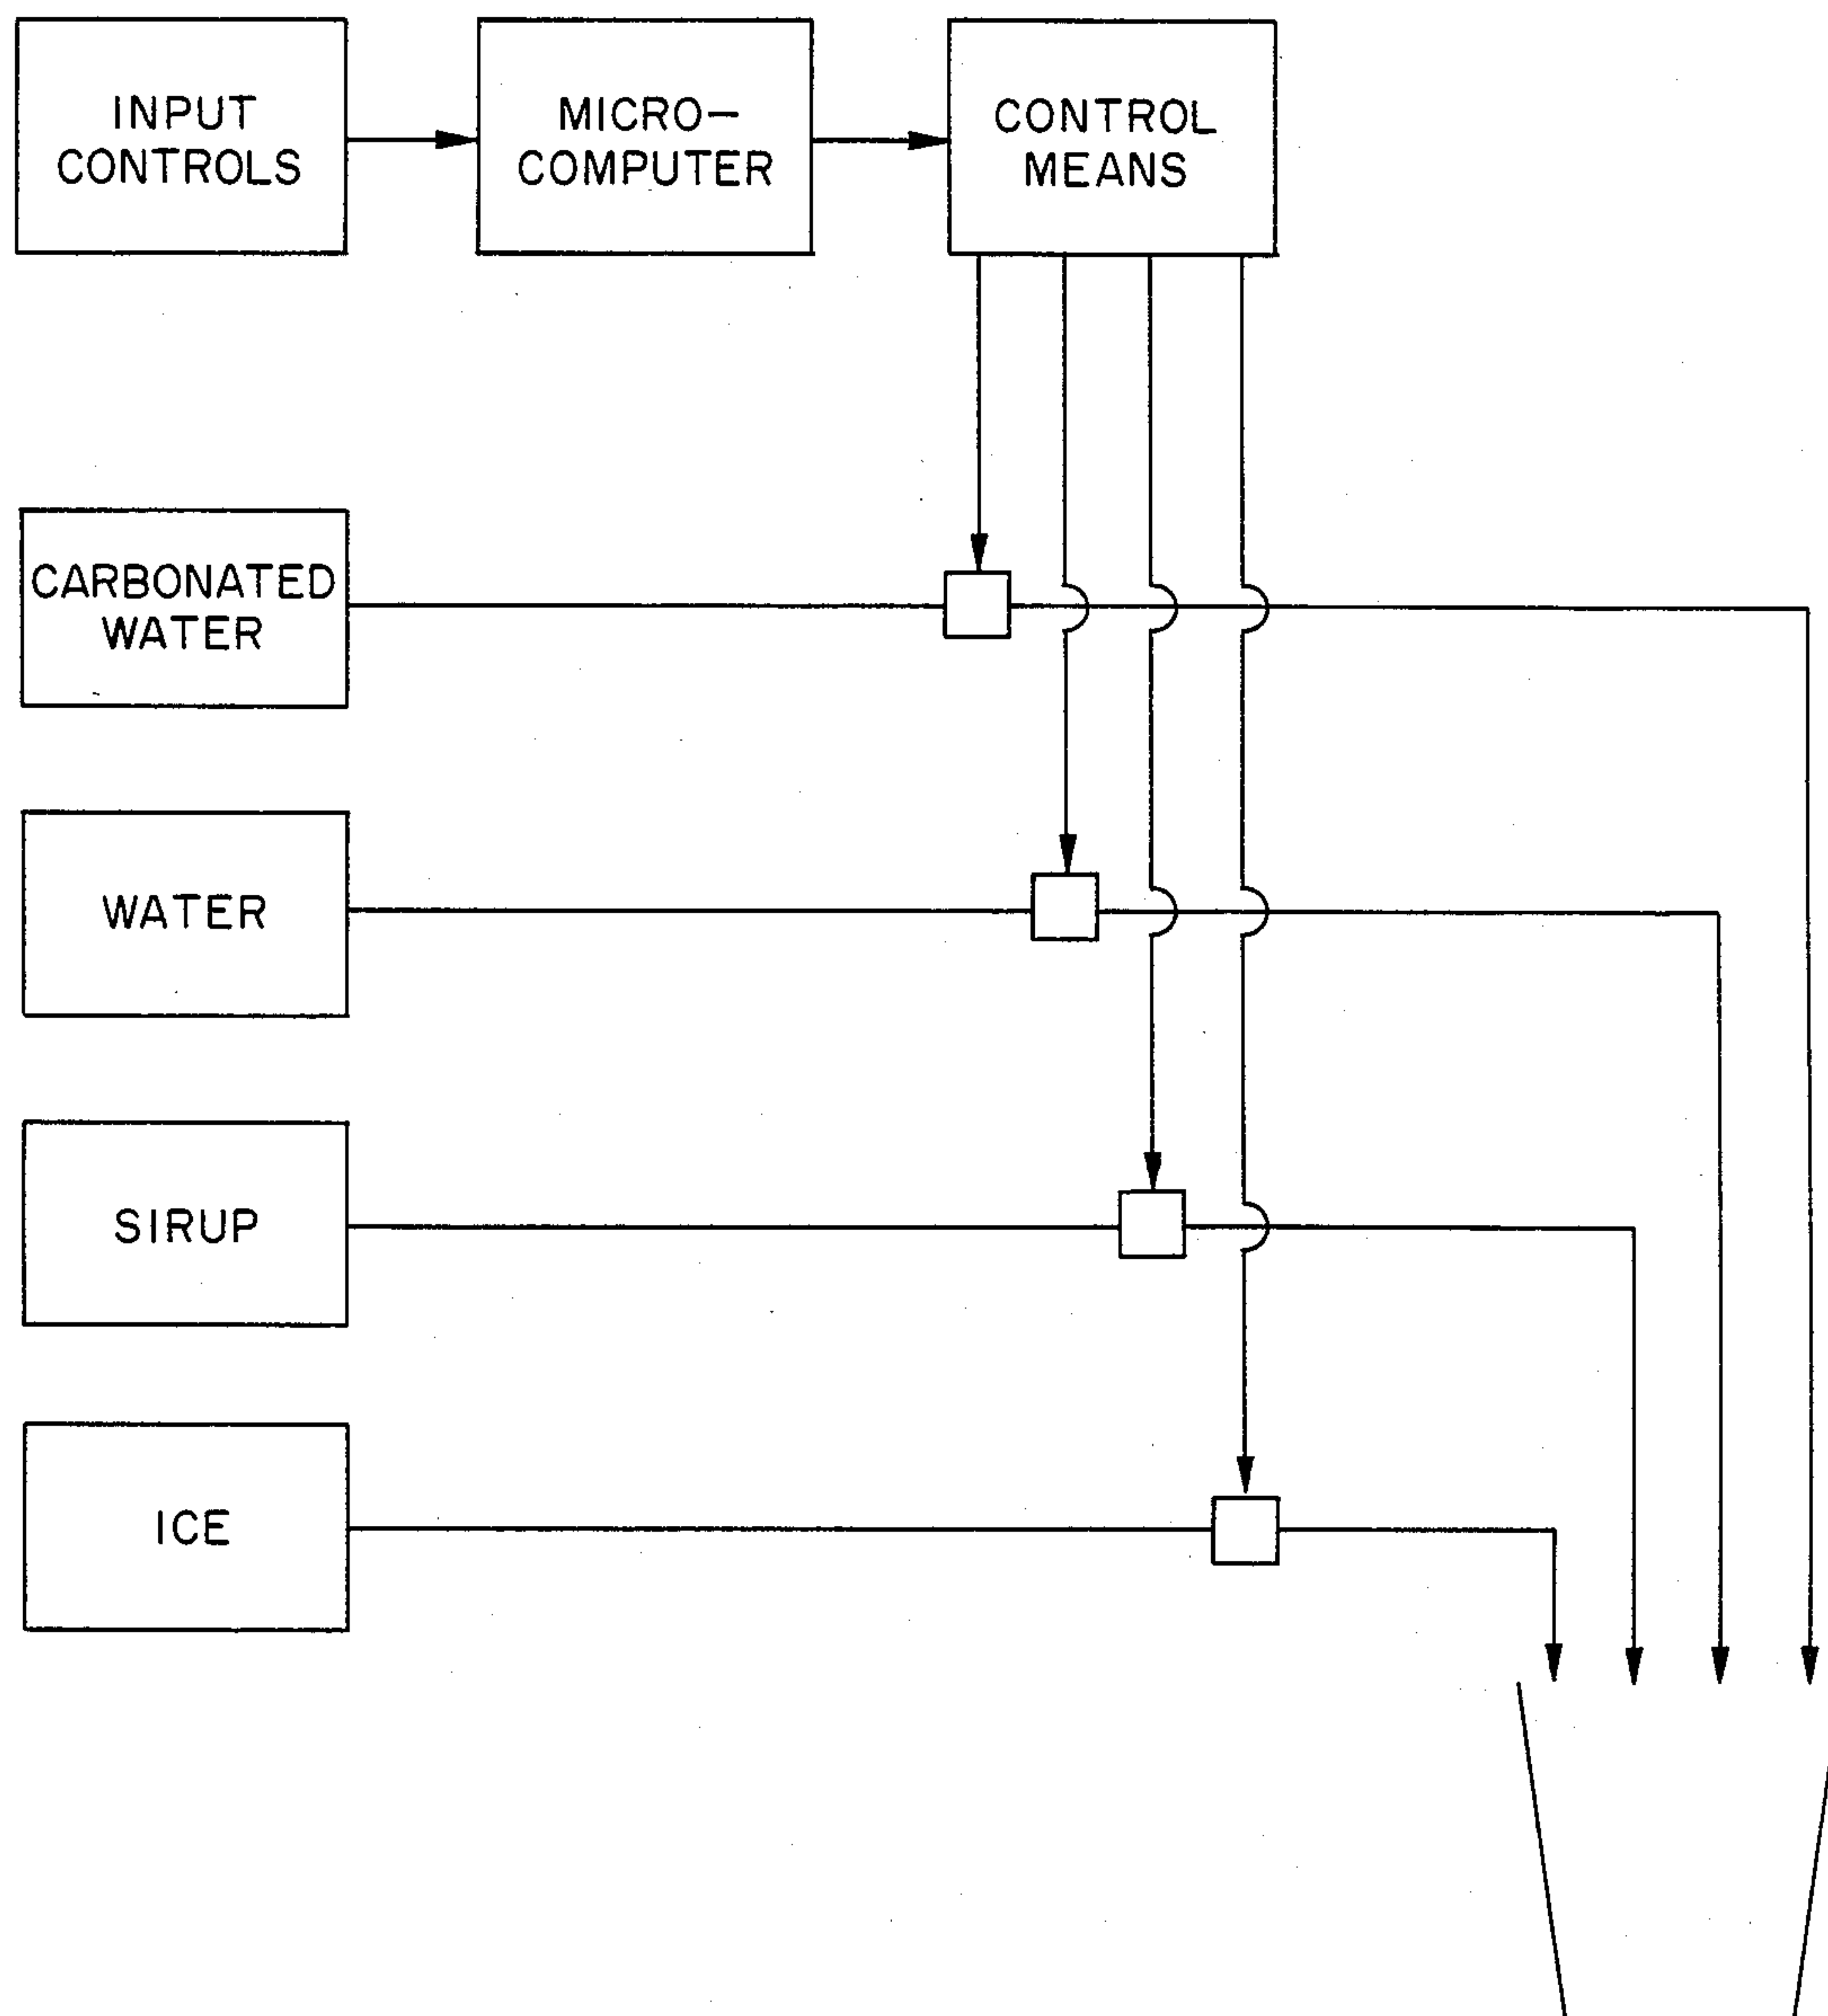 INPUT
CONTROLS
MICRO-
COMPUTER
CONTROL
MEANS
CARBONATED
WATER
WATER
SIRUP
ICE